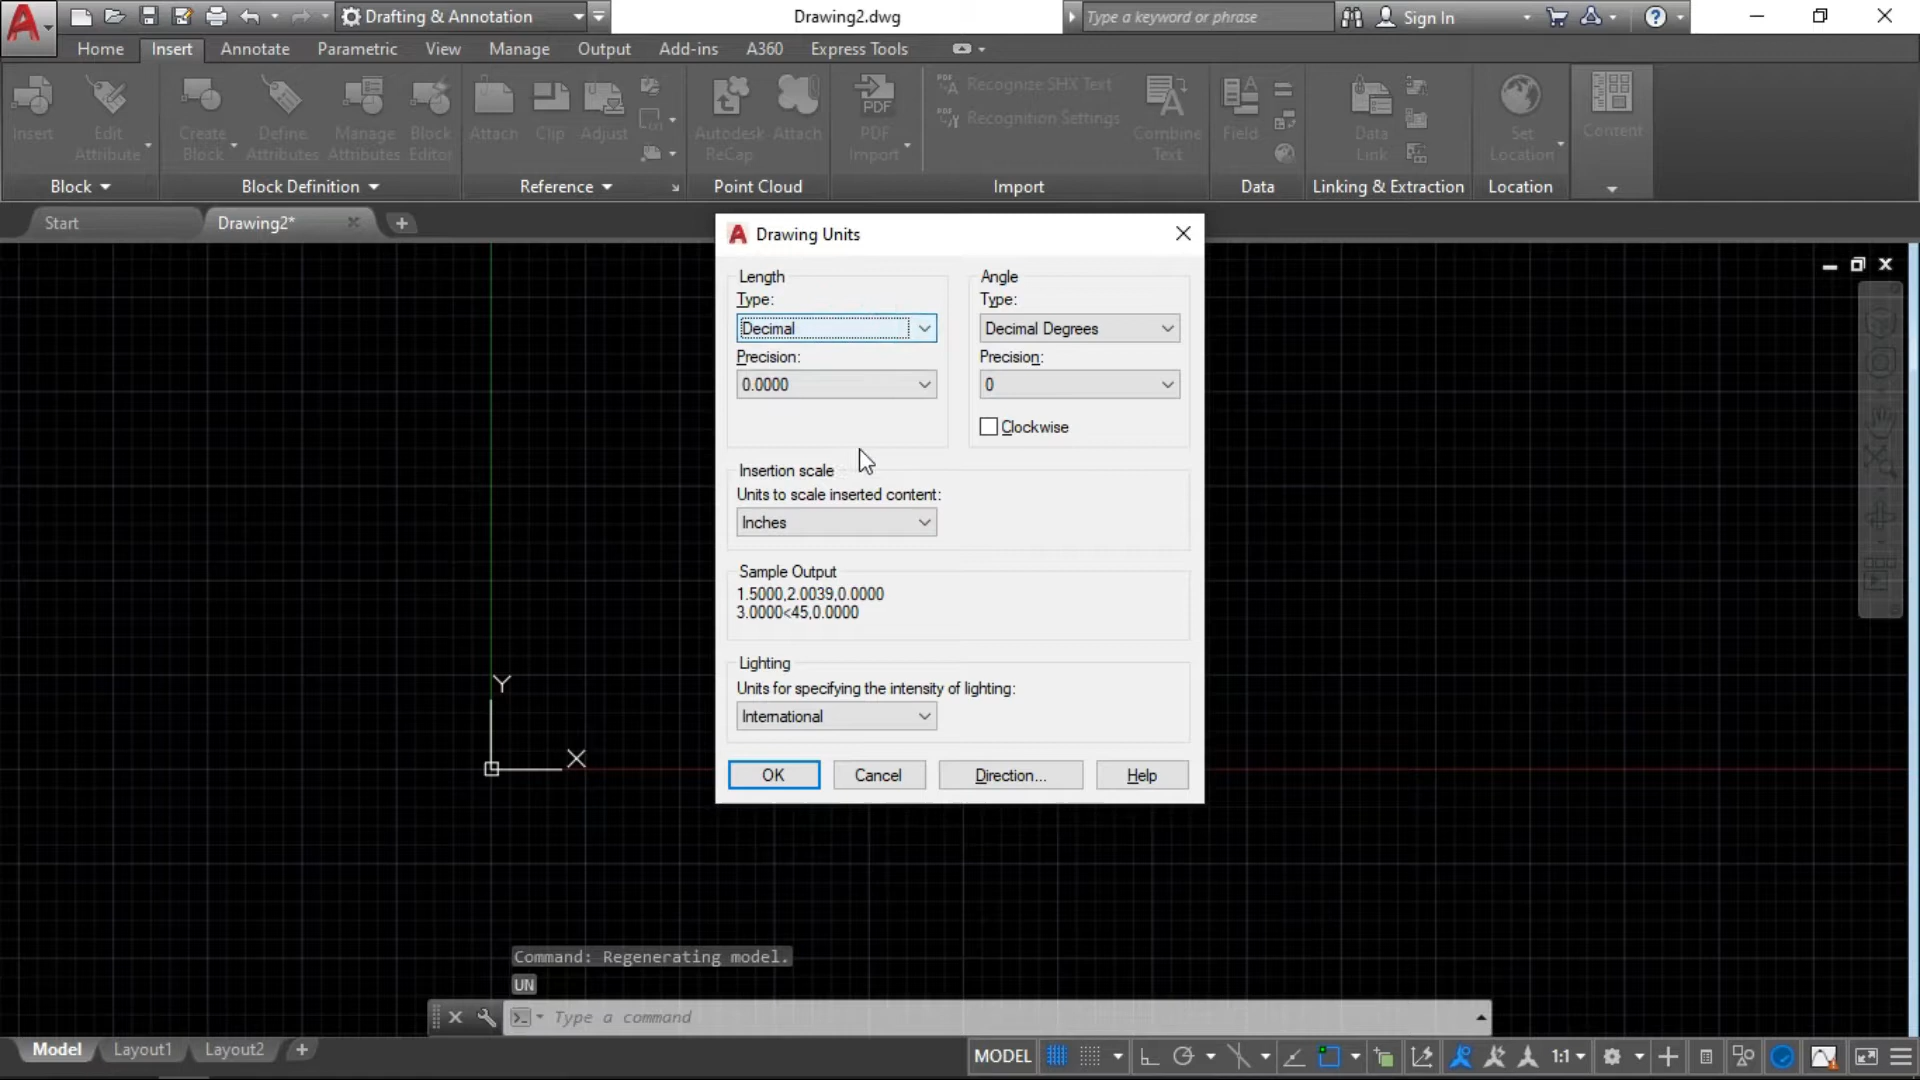 Drafting & Annotation
Drawing2.dwg
Type a keyword or phrase
Sign In
Home Insert Annotate Parametric View Manage Output Add-ins A360 Express Tools
Insert
Edit
Attribute
Create
Block
Define
Attributes
Manage
Attributes
Block
Editor
Attach
Clip
Adjust
Autodesk
ReCap
Attach
PDF
PDF
Import
Recognize SHX Text
Recognition Settings
Combine
Text
Field
Data
Link
Set
Location
Content
Block Block Definition Reference Point Cloud Import Data Linking & Extraction Location
Start Drawing2* +
Drawing Units
Length
Type:
Decimal
Precision:
0.0000
Angle
Type:
Decimal Degrees
Precision:
0
Clockwise
Insertion scale
Units to scale inserted content:
Inches
Sample Output
1.5000,2.0039,0.0000
3.0000<45,0.0000
Lighting
Units for specifying the intensity of lighting:
International
OK Cancel Direction... Help
Y
X
Command: Regenerating model.
UN
Type a command
Model Layout1 Layout2 +
MODEL 1:1